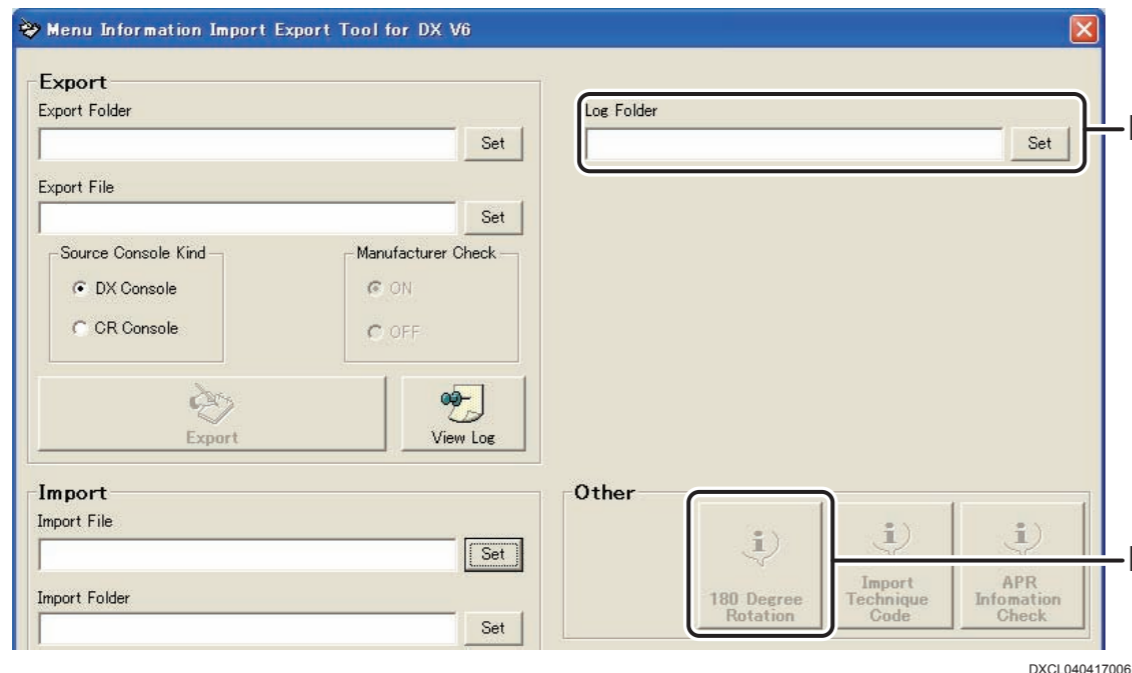 Menu Information Import Export Tool for DX V6
Export
Export Folder
Set
Export File
Set
Source Console Kind
DX Console
CR Console
Manufacturer Check
ON
OFF
Export
View Log
Log Folder
Set
Import
Import File
Set
Import Folder
Set
Other
180 Degree
Rotation
Import
Technique
Code
APR
Infomation
Check
DXCL040417006